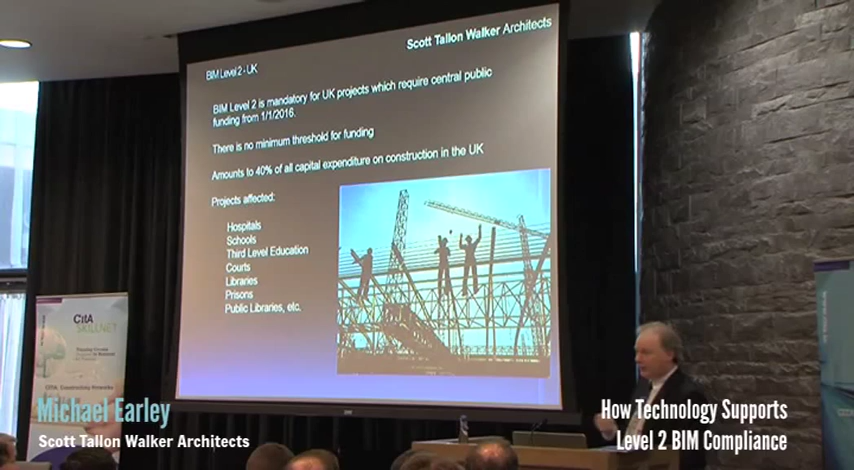 Scott Tallon Walker Architects
BIM Level 2 - UK
BIM Level 2 is mandatory for UK projects which require central public
funding from 1/1/2016.
There is no minimum threshold for funding
Amounts to 40% of all capital expenditure on construction in the UK
Projects affected:
Hospitals
Schools
Third Level Education
Courts
Libraries
Prisons
Public Libraries, etc.
CitA
SKILLNET
Michael Earley
Scott Tallon Walker Architects
How Technology Supports
Level 2 BIM Compliance